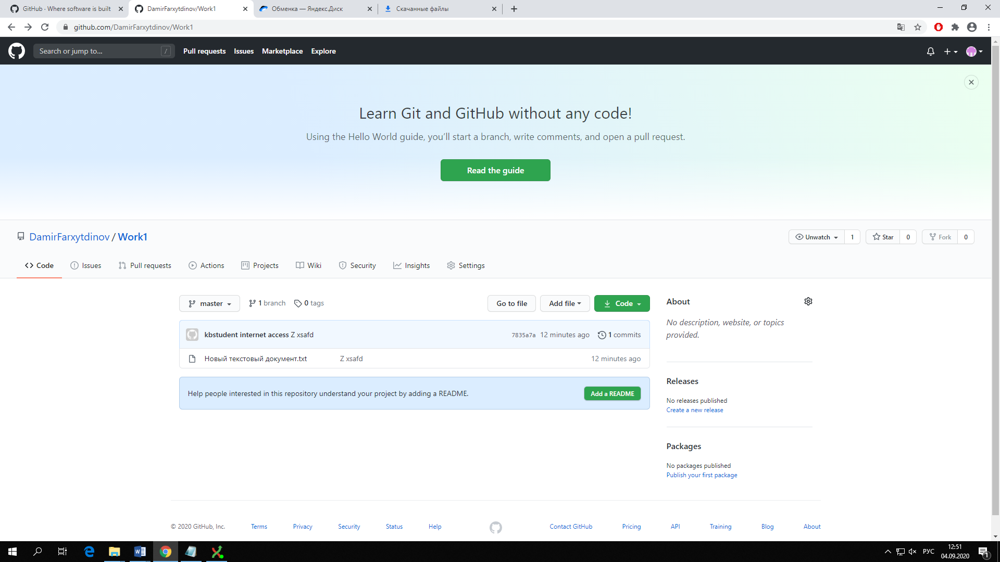 GitHub · Where software is built
DamirFarxytdinov/Work1
Обменка — Яндекс.Диск
Скачанные файлы
github.com/DamirFarxytdinov/Work1
Search or jump to...
/
Pull requests
Issues
Marketplace
Explore
Learn Git and GitHub without any code!
Using the Hello World guide, you’ll start a branch, write comments, and open a pull request.
Read the guide
DamirFarxytdinov / Work1
Unwatch 1
Star 0
Fork 0
Code
Issues
Pull requests
Actions
Projects
Wiki
Security
Insights
Settings
master
1 branch
0 tags
Go to file
Add file
Code
kbstudent internet access Z xsafd
7835a7a 12 minutes ago
1 commits
Новый текстовый документ.txt
Z xsafd
12 minutes ago
Help people interested in this repository understand your project by adding a README.
Add a README
About
No description, website, or topics
provided.
Releases
No releases published
Create a new release
Packages
No packages published
Publish your first package
© 2020 GitHub, Inc.
Terms
Privacy
Security
Status
Help
Contact GitHub
Pricing
API
Training
Blog
About
РУС
12:51
04.09.2020
1